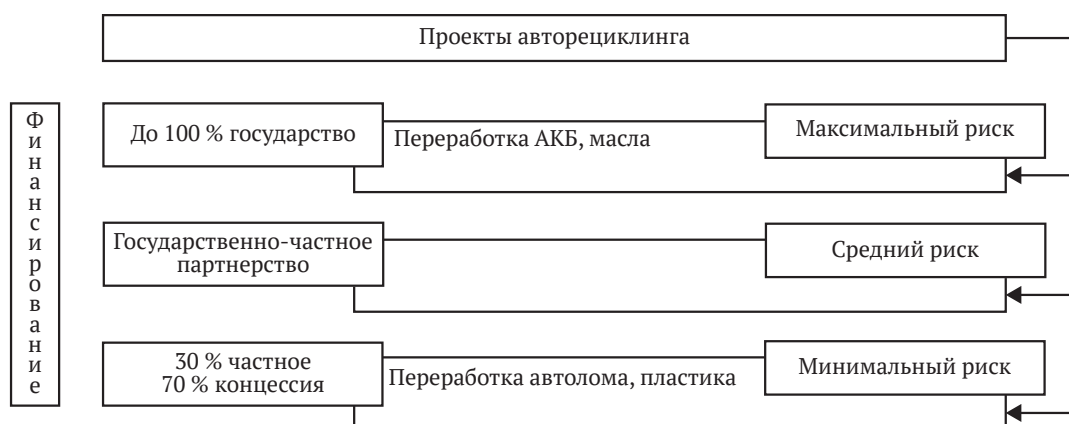 Проекты авторециклинга
Финансирование
До 100 % государство
Переработка АКБ, масла
Максимальный риск
Государственно-частное
партнерство
Средний риск
30 % частное
70 % концессия
Переработка автолома, пластика
Минимальный риск